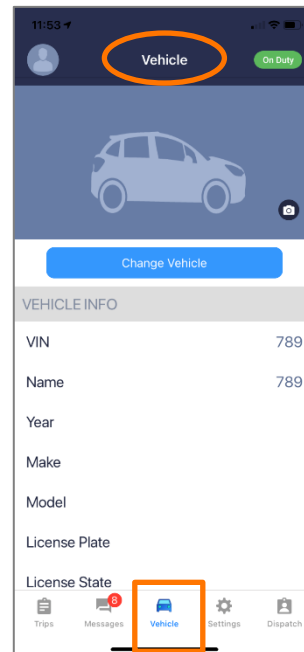 11:53
Vehicle
On Duty
Change Vehicle
VEHICLE INFO
VIN 789
Name 789
Year
Make
Model
License Plate
License State
8
Trips Messages Vehicle Settings Dispatch